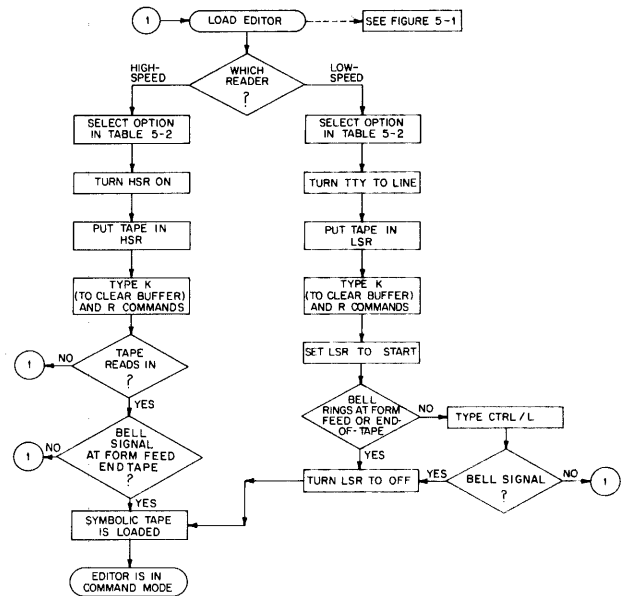 1
LOAD EDITOR
SEE FIGURE 5-1
HIGH-
SPEED
WHICH
READER
?
LOW-
SPEED
SELECT OPTION
IN TABLE 5-2
TURN HSR ON
PUT TAPE IN
HSR
TYPE K
(TO CLEAR BUFFER)
AND R COMMANDS
TAPE
READS IN
?
NO
1
YES
BELL
SIGNAL
AT FORM FEED
END TAPE
?
NO
1
YES
SYMBOLIC TAPE
IS LOADED
EDITOR IS IN
COMMAND MODE
SELECT OPTION
IN TABLE 5-2
TURN TTY TO LINE
PUT TAPE IN
LSR
TYPE K
(TO CLEAR BUFFER)
AND R COMMANDS
SET LSR TO START
BELL
RINGS AT FORM
FEED OR END-
OF-TAPE
?
NO
TYPE CTRL/L
YES
TURN LSR TO OFF
YES
BELL SIGNAL
?
NO
1